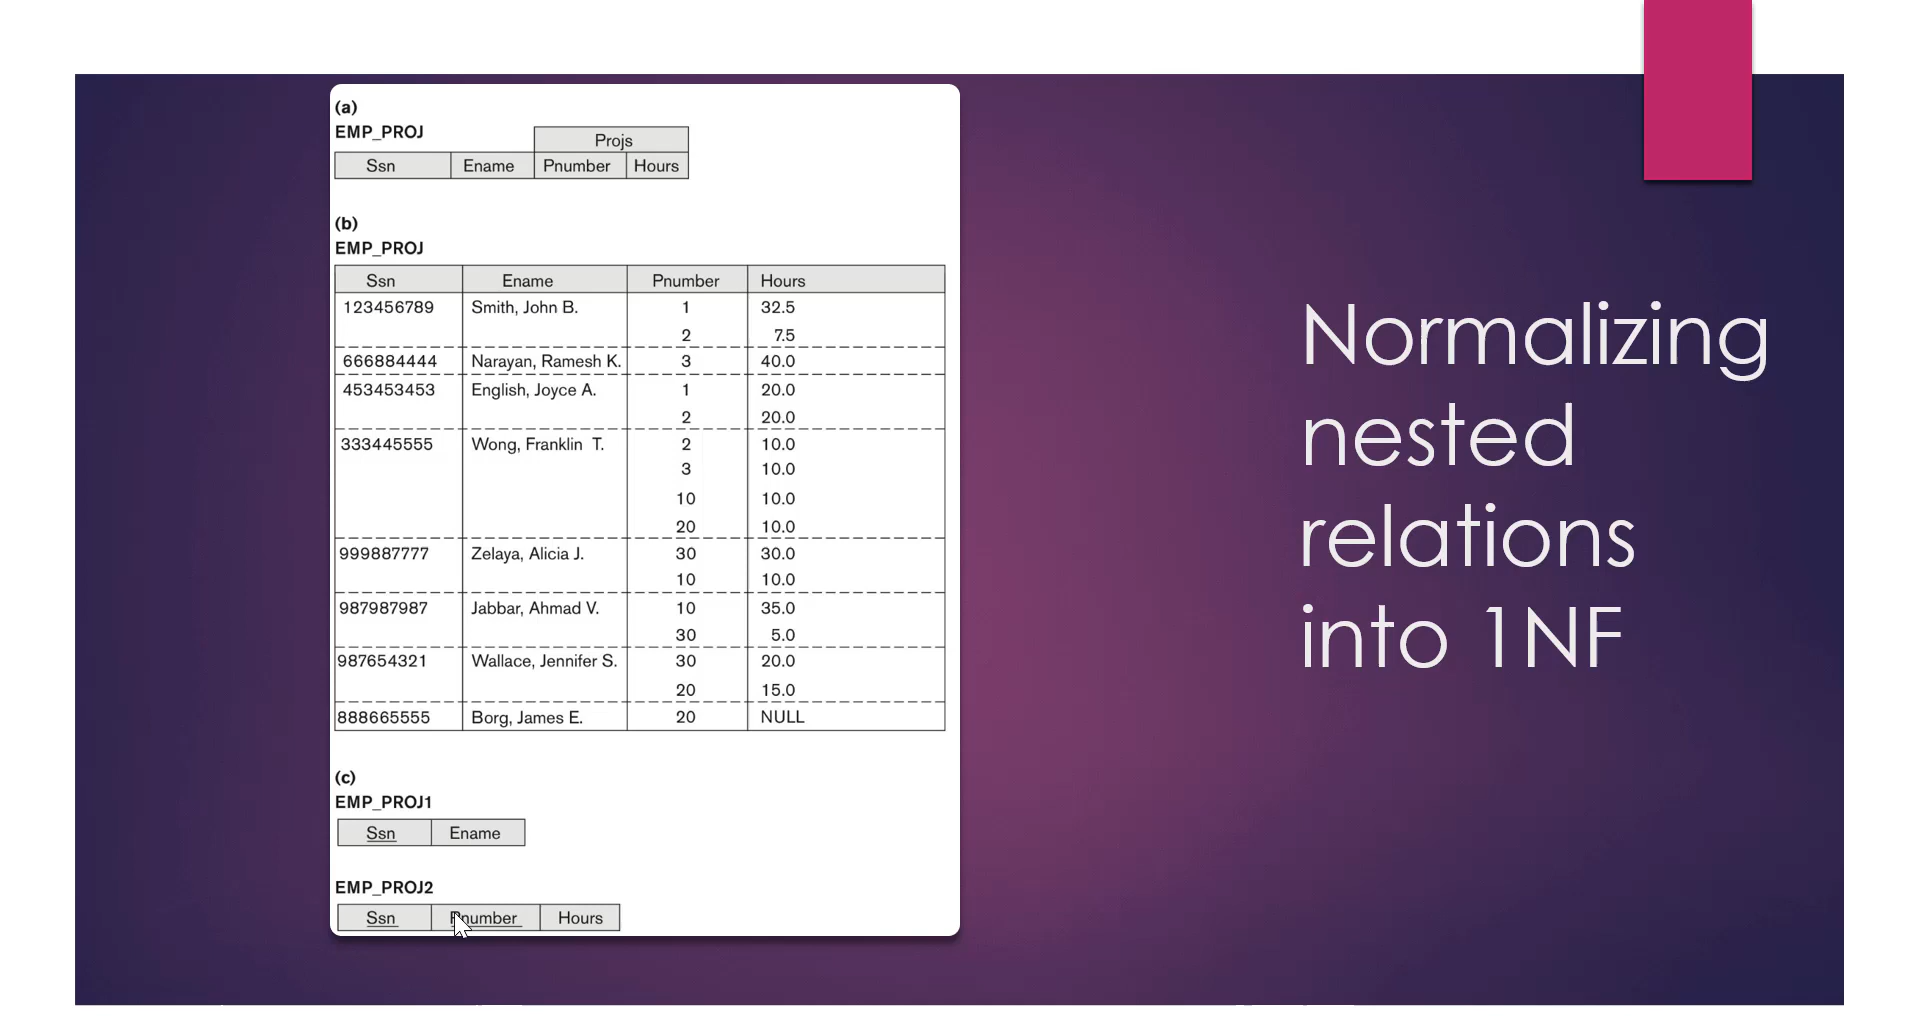 (a)
EMP_PROJ
Projs
Ssn Ename Pnumber Hours
(b)
EMP_PROJ
Ssn Ename Pnumber Hours
123456789 Smith, John B. 1 32.5
2 7.5
666884444 Narayan, Ramesh K. 3 40.0
453453453 English, Joyce A. 1 20.0
2 20.0
333445555 Wong, Franklin T. 2 10.0
3 10.0
10 10.0
20 10.0
999887777 Zelaya, Alicia J. 30 30.0
10 10.0
987987987 Jabbar, Ahmad V. 10 35.0
30 5.0
987654321 Wallace, Jennifer S. 30 20.0
20 15.0
888665555 Borg, James E. 20 NULL
(c)
EMP_PROJ1
Ssn Ename
EMP_PROJ2
Ssn Pnumber Hours
Normalizing
nested
relations
into 1NF